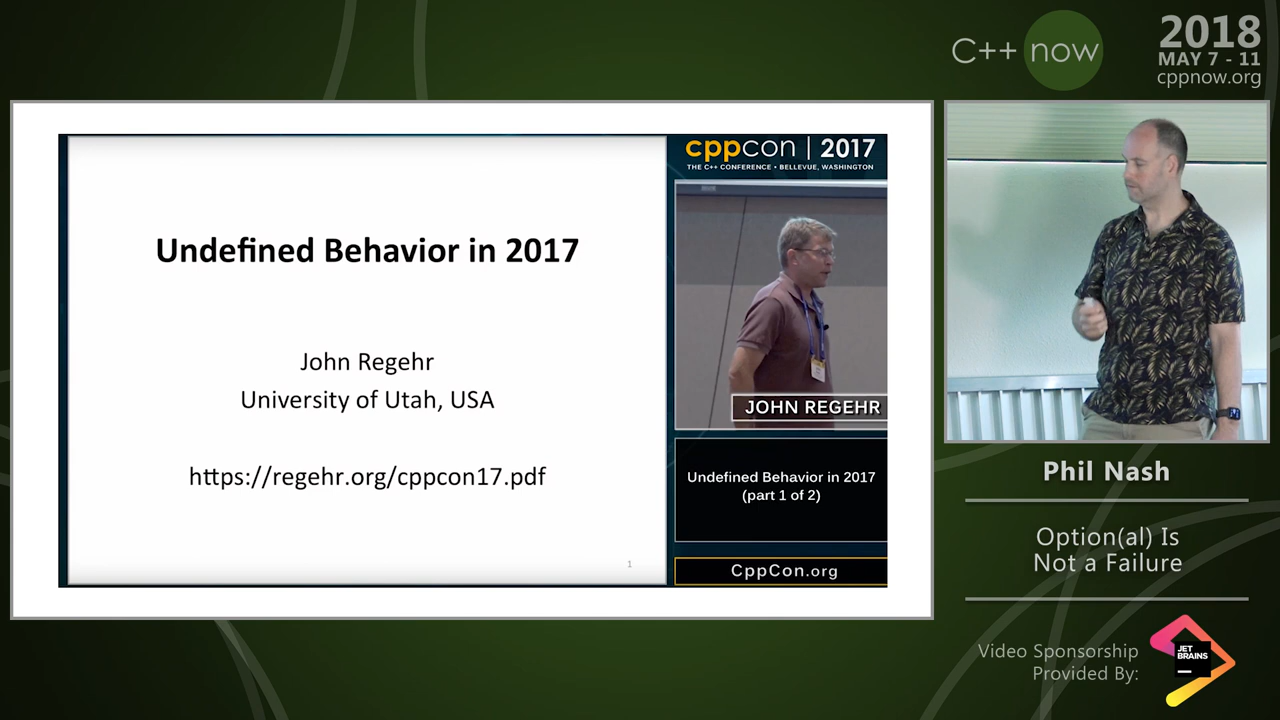 C++ now
2018
MAY 7 - 11
cppnow.org
Undefined Behavior in 2017
John Regehr
University of Utah, USA
https://regehr.org/cppcon17.pdf
1
cppcon | 2017
THE C++ CONFERENCE • BELLEVUE, WASHINGTON
JOHN REGEHR
Undefined Behavior in 2017
(part 1 of 2)
CppCon.org
Phil Nash
Option(al) Is
Not a Failure
Video Sponsorship
Provided By:
JET
BRAINS